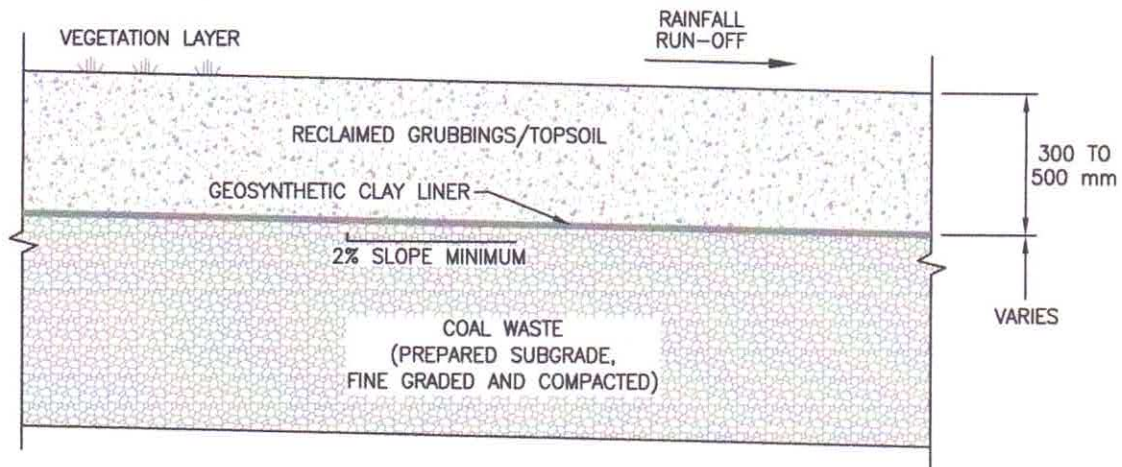 VEGETATION LAYER
RAINFALL
RUN-OFF
RECLAIMED GRUBBINGS/TOPSOIL
300 TO
500 mm
GEOSYNTHETIC CLAY LINER
2% SLOPE MINIMUM
VARIES
COAL WASTE
(PREPARED SUBGRADE,
FINE GRADED AND COMPACTED)